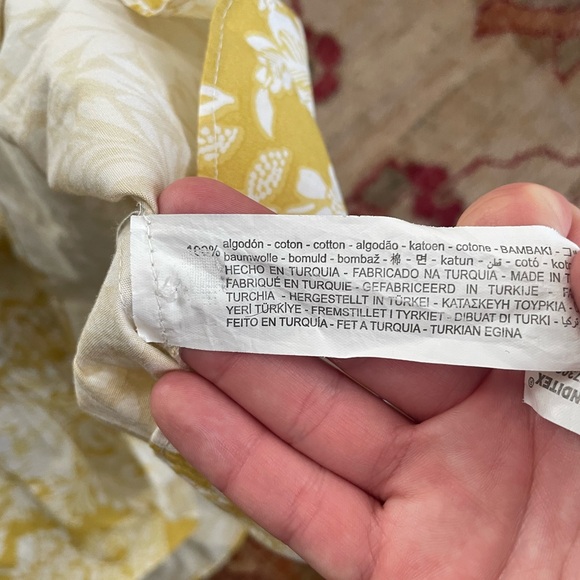 100% algodón - coton - cotton - algodão - katoen - cotone - BAMBAKI -
baumwolle - bomuld - bombaž - 棉 - 면 - katun - قطن - cotó -
HECHO EN TURQUIA - FABRICADO NA TURQUÍA - MADE IN
FABRIQUÉ EN TURQUIE - GEFABRICEERD IN TURKIJE -
TURCHIA - HERGESTELLT IN TÜRKEI - ΚΑΤΑΣΚΕΥΗ ΤΟΥΡΚΙΑ -
YERİ TÜRKİYE - FREMSTILLET I TYRKIET - DIBUAT DI TURKI -
FEITO EN TURQUÍA - FET A TURQUIA - TURKIAN EGINA